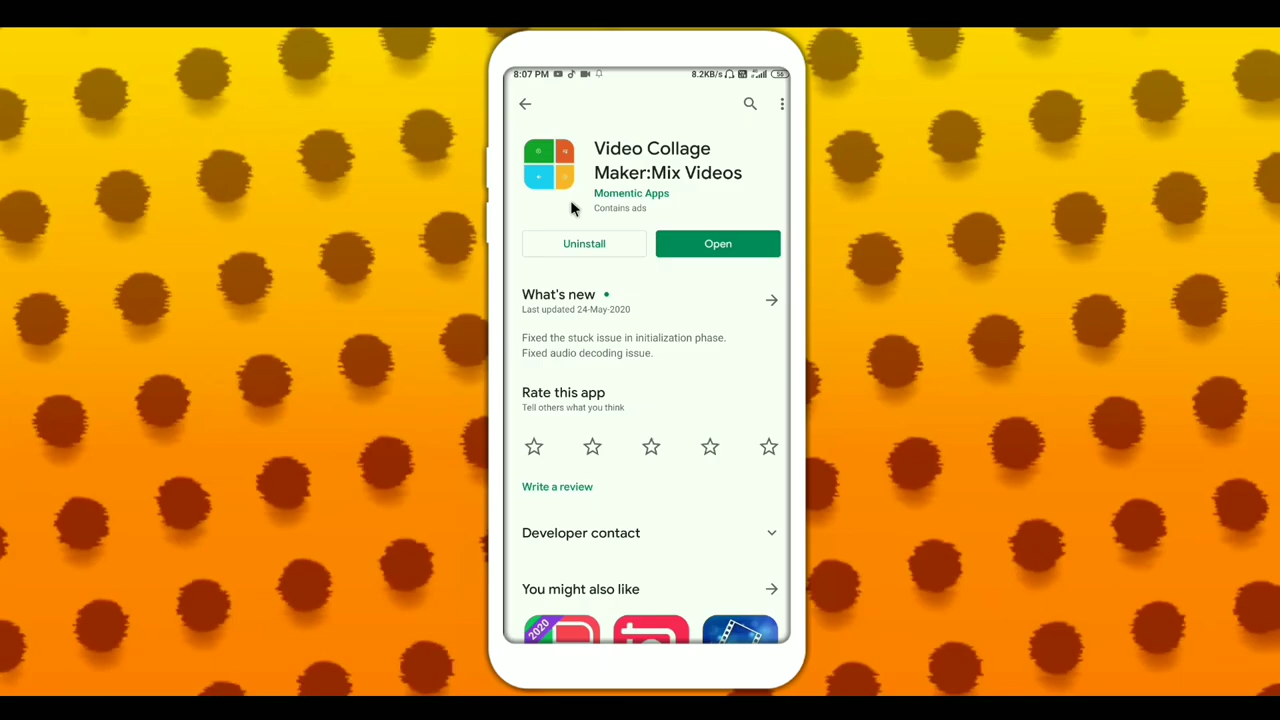 8:07 PM 8.2KB/s
Video Collage
Maker:Mix Videos
Momentic Apps
Contains ads
Uninstall Open
What's new
Last updated 24-May-2020
Fixed the stuck issue in initialization phase.
Fixed audio decoding issue.
Rate this app
Tell others what you think
Write a review
Developer contact
You might also like
2020